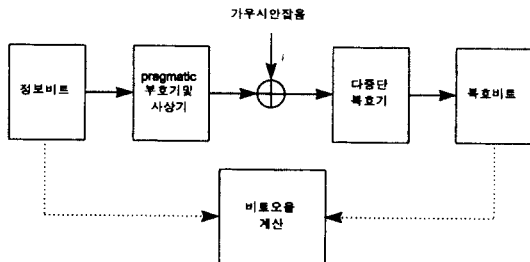 가우시안잡음
정보비트
pragmatic
부호기및
사상기
다중단
복호기
복호비트
비트오율
계산